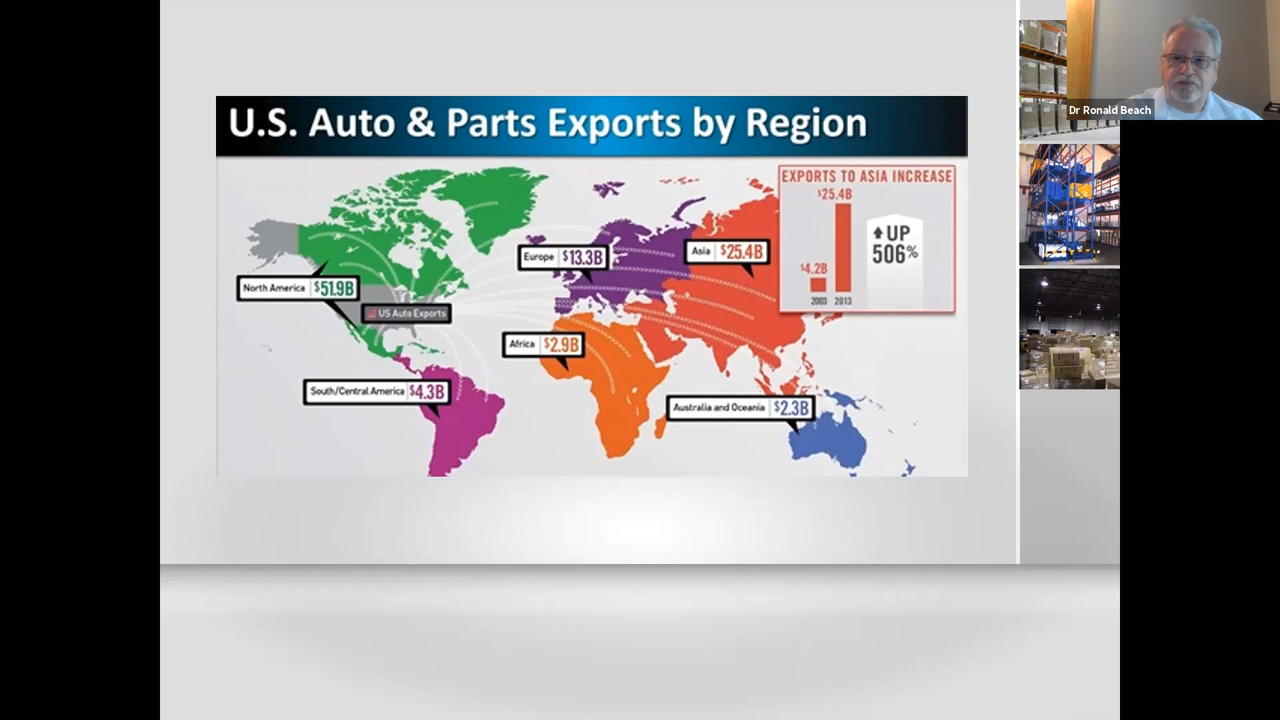 Dr Ronald Beach
U.S. Auto & Parts Exports by Region
EXPORTS TO ASIA INCREASE
$25.4B
$4.2B
2003 2013
UP
506%
Europe $13.3B
Asia $25.4B
North America $51.9B
US Auto Exports
Africa $2.9B
South/Central America $4.3B
Australia and Oceania $2.3B